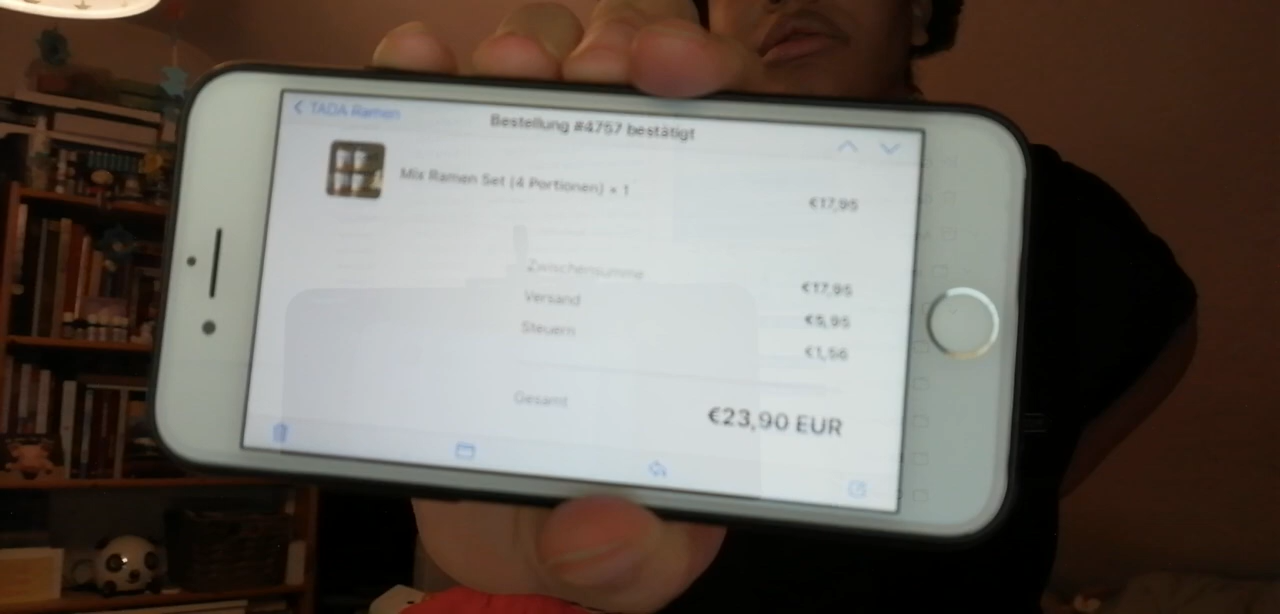 TADA Ramen
Bestellung #4757 bestätigt
Mix Ramen Set (4 Portionen) × 1
€17,95
Zwischensumme
€17,95
Versand
€5,95
Steuern
€1,56
Gesamt
€23,90 EUR